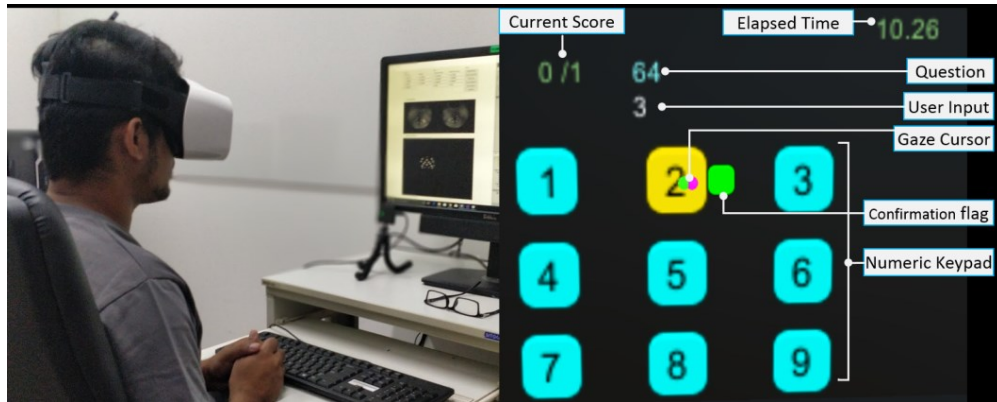 Current Score
Elapsed Time
10.26
0 /1
64
Question
3
User Input
Gaze Cursor
1
2
3
Confirmation flag
4
5
6
Numeric Keypad
7
8
9